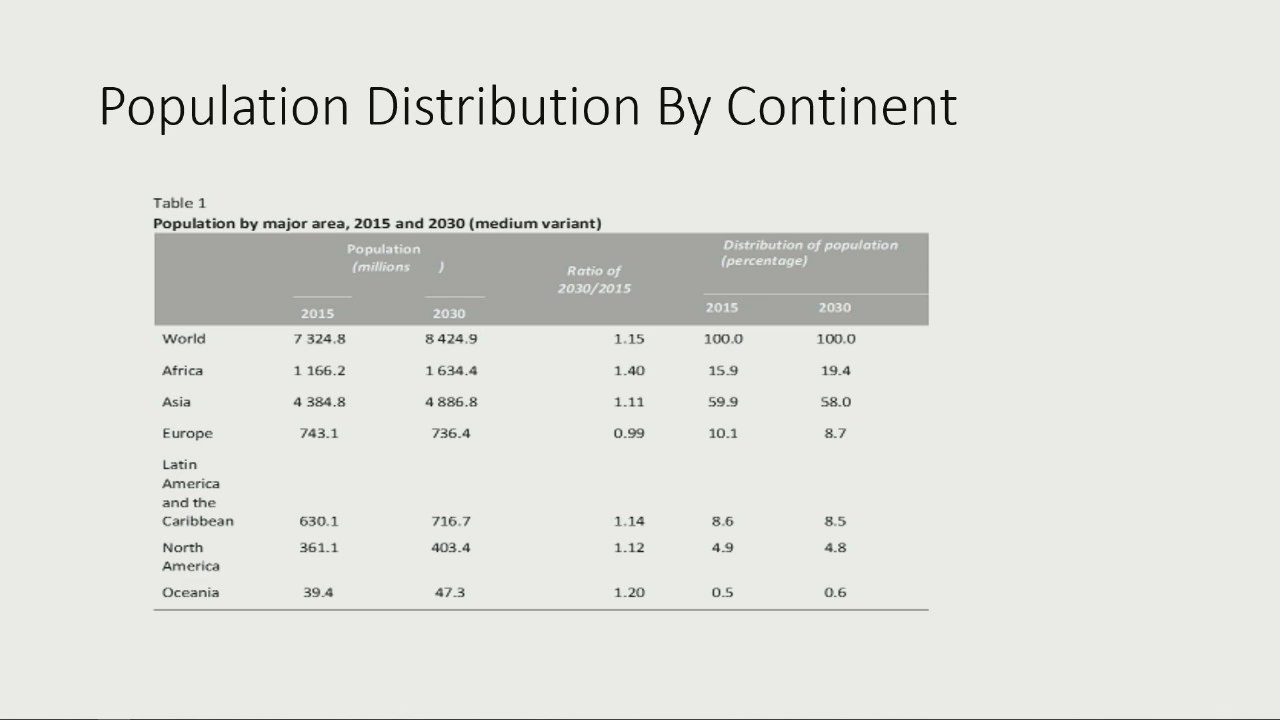 Population Distribution By Continent
Table 1
Population by major area, 2015 and 2030 (medium variant)
Population (millions ) Ratio of 2030/2015 Distribution of population (percentage)
2015 2030 2015 2030
World 7 324.8 8 424.9 1.15 100.0 100.0
Africa 1 166.2 1 634.4 1.40 15.9 19.4
Asia 4 384.8 4 886.8 1.11 59.9 58.0
Europe 743.1 736.4 0.99 10.1 8.7
Latin
America
and the
Caribbean 630.1 716.7 1.14 8.6 8.5
North 361.1 403.4 1.12 4.9 4.8
America
Oceania 39.4 47.3 1.20 0.5 0.6